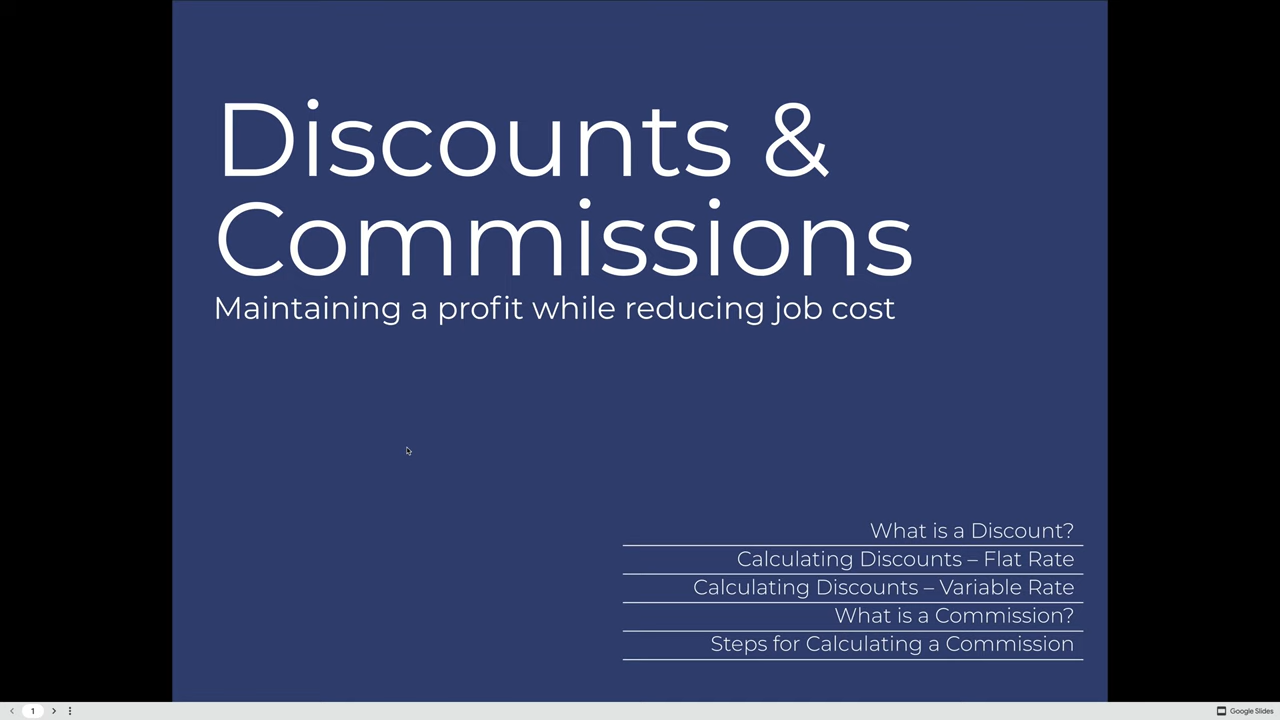 Discounts &
Commissions
Maintaining a profit while reducing job cost
What is a Discount?
Calculating Discounts – Flat Rate
Calculating Discounts – Variable Rate
What is a Commission?
Steps for Calculating a Commission
1
Google Slides